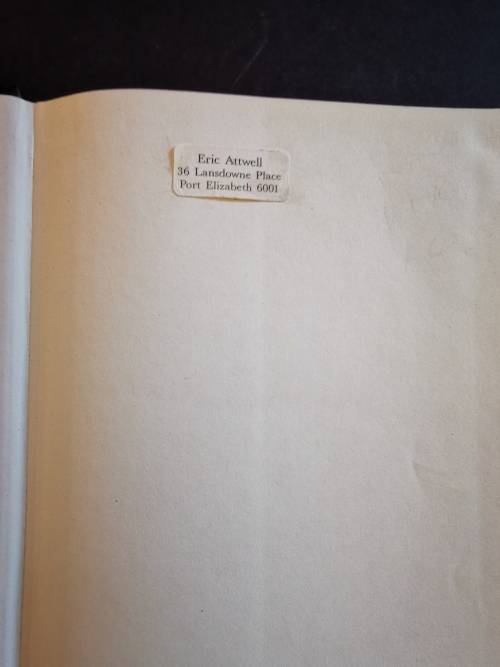 Eric Attwell
36 Lansdowne Place
Port Elizabeth 6001